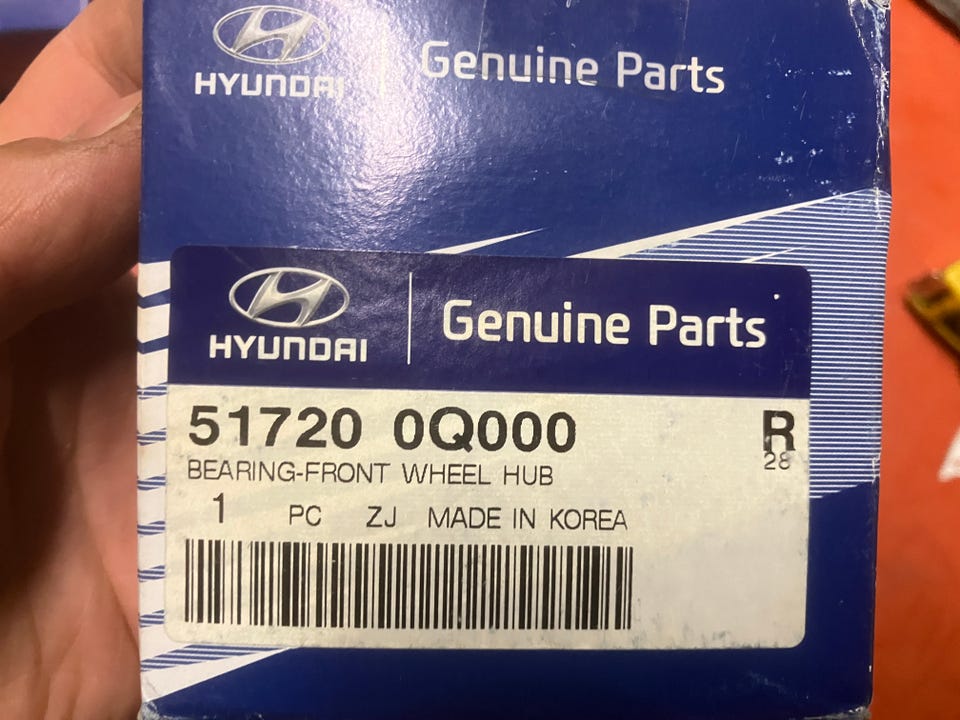 HYUNDAI
Genuine Parts
HYUNDAI
Genuine Parts
51720 0Q000 R
28
BEARING-FRONT WHEEL HUB
1 PC ZJ MADE IN KOREA